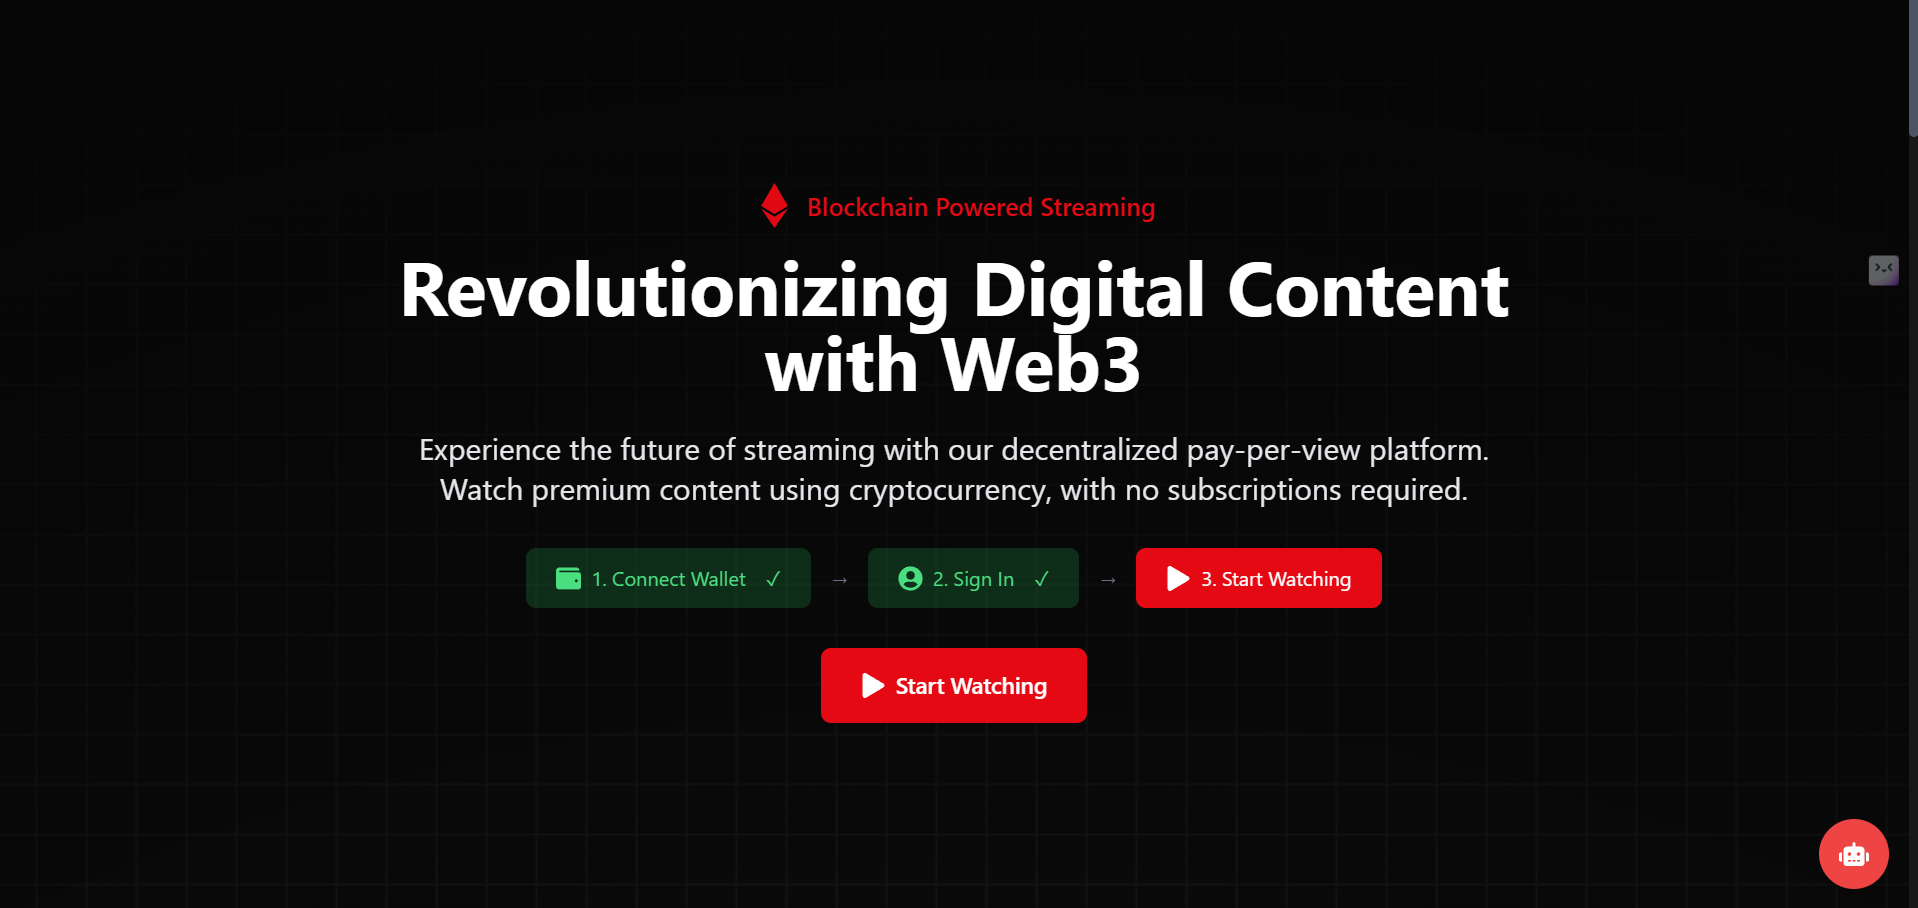 Blockchain Powered Streaming
Revolutionizing Digital Content
with Web3
Experience the future of streaming with our decentralized pay-per-view platform.
Watch premium content using cryptocurrency, with no subscriptions required.
1. Connect Wallet ✓ → 2. Sign In ✓ → 3. Start Watching
Start Watching